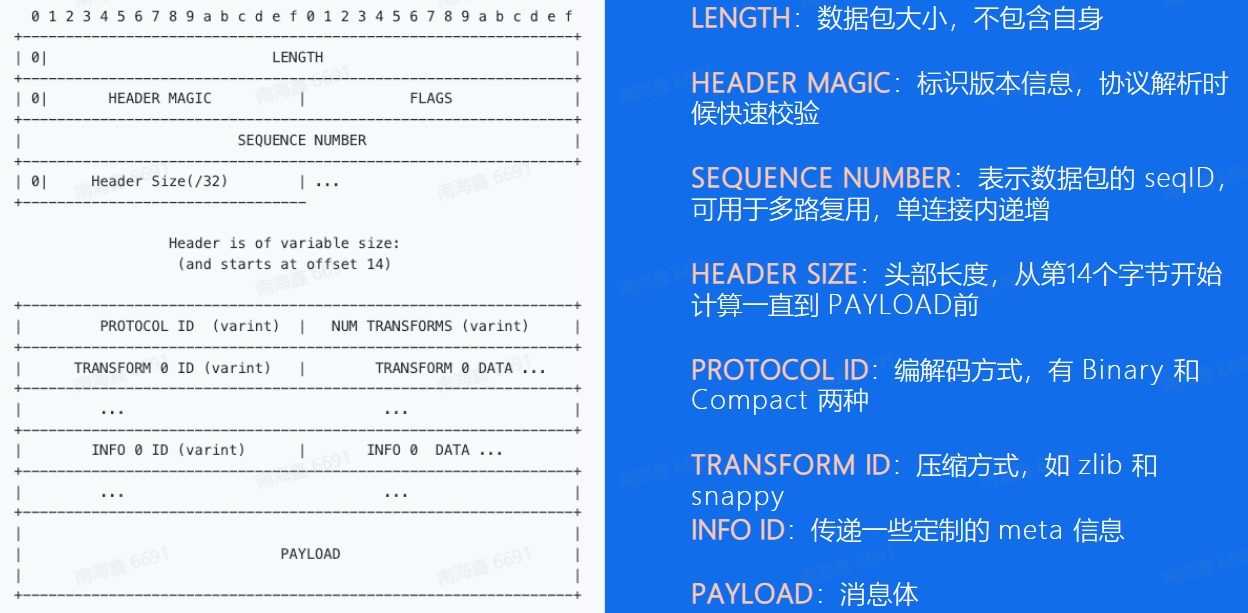 0 1 2 3 4 5 6 7 8 9 a b c d e f 0 1 2 3 4 5 6 7 8 9 a b c d e f
+----------------------------------------------------------------+
| 0| LENGTH |
+----------------------------------------------------------------+
| 0| HEADER MAGIC | FLAGS |
+----------------------------------------------------------------+
| SEQUENCE NUMBER |
+----------------------------------------------------------------+
| 0| Header Size(/32) | ...
+---------------------------------
Header is of variable size:
(and starts at offset 14)
+----------------------------------------------------------------+
| PROTOCOL ID (varint) | NUM TRANSFORMS (varint) |
+----------------------------------------------------------------+
| TRANSFORM 0 ID (varint) | TRANSFORM 0 DATA ...
+----------------------------------------------------------------+
| ... ... |
+----------------------------------------------------------------+
| INFO 0 ID (varint) | INFO 0 DATA ... |
+----------------------------------------------------------------+
| ... ... |
+----------------------------------------------------------------+
| |
| PAYLOAD |
| |
+----------------------------------------------------------------+
LENGTH：数据包大小，不包含自身
HEADER MAGIC：标识版本信息，协议解析时
候快速校验
SEQUENCE NUMBER：表示数据包的 seqID，
可用于多路复用，单连接内递增
HEADER SIZE：头部长度，从第14个字节开始
计算一直到 PAYLOAD前
PROTOCOL ID：编解码方式，有 Binary 和
Compact 两种
TRANSFORM ID：压缩方式，如 zlib 和
snappy
INFO ID：传递一些定制的 meta 信息
PAYLOAD：消息体
南海鑫 6691